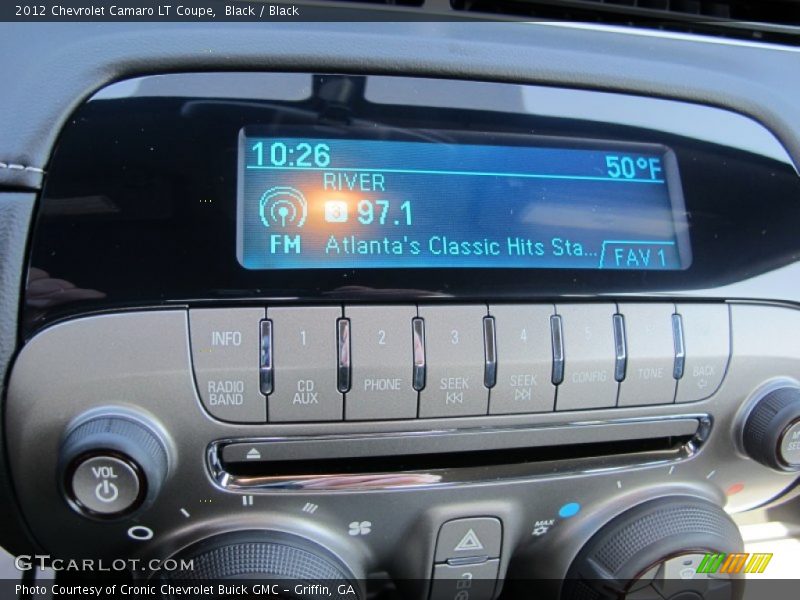 2012 Chevrolet Camaro LT Coupe,  Black / Black
10:26
50°F
RIVER
3 97.1
FM
Atlanta's Classic Hits Sta...
FAV 1
INFO
1
2
3
4
5
6
RADIO
BAND
CD
AUX
PHONE
SEEK
SEEK
CONFIG
TONE
BACK
VOL
MAX
GTCARLOT.COM
Photo Courtesy of Cronic Chevrolet Buick GMC – Griffin, GA